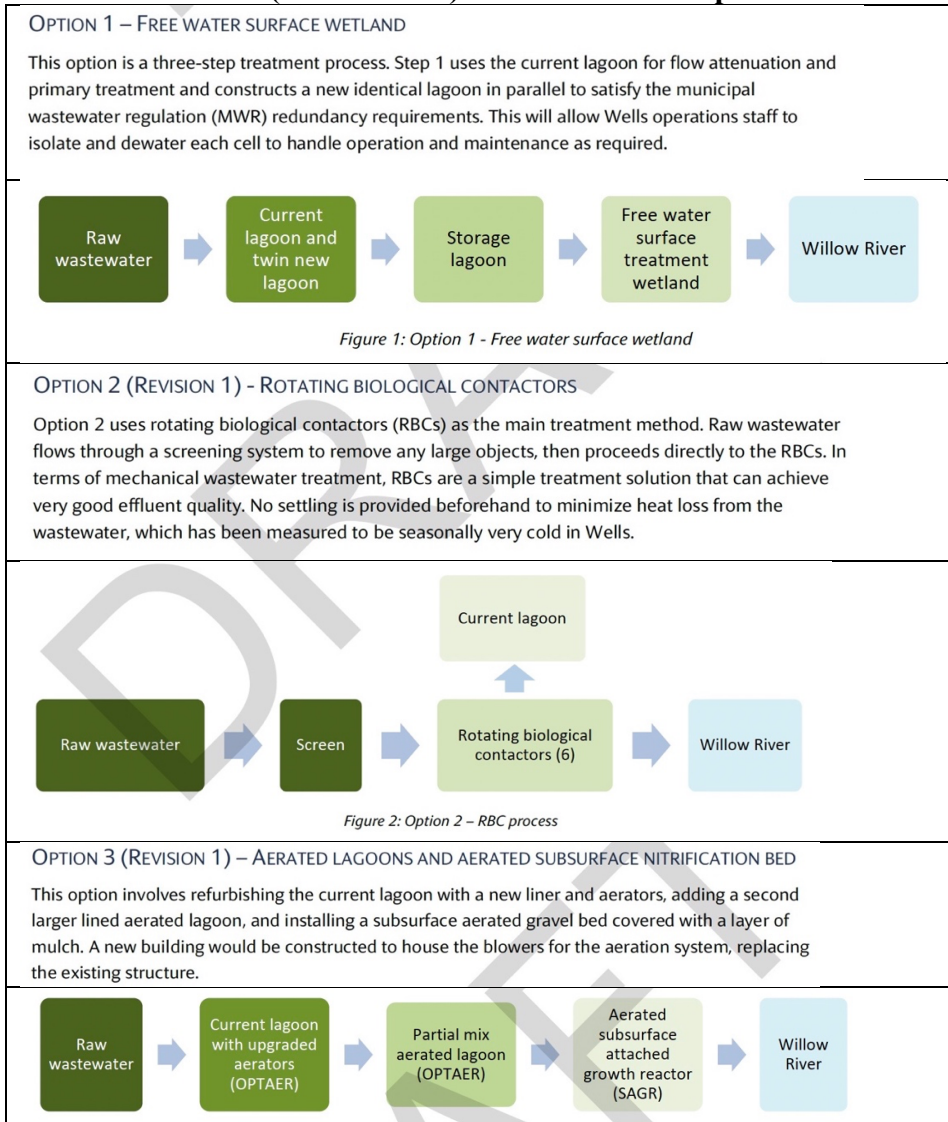 OPTION 1 – FREE WATER SURFACE WETLAND
This option is a three-step treatment process. Step 1 uses the current lagoon for flow attenuation and
primary treatment and constructs a new identical lagoon in parallel to satisfy the municipal
wastewater regulation (MWR) redundancy requirements. This will allow Wells operations staff to
isolate and dewater each cell to handle operation and maintenance as required.
Raw
wastewater
Current
lagoon and
twin new
lagoon
Storage
lagoon
Free water
surface
treatment
wetland
Willow River
Figure 1: Option 1 - Free water surface wetland
OPTION 2 (REVISION 1) - ROTATING BIOLOGICAL CONTACTORS
Option 2 uses rotating biological contactors (RBCs) as the main treatment method. Raw wastewater
flows through a screening system to remove any large objects, then proceeds directly to the RBCs. In
terms of mechanical wastewater treatment, RBCs are a simple treatment solution that can achieve
very good effluent quality. No settling is provided beforehand to minimize heat loss from the
wastewater, which has been measured to be seasonally very cold in Wells.
Current lagoon
Raw wastewater
Screen
Rotating biological
contactors (6)
Willow River
Figure 2: Option 2 – RBC process
OPTION 3 (REVISION 1) – AERATED LAGOONS AND AERATED SUBSURFACE NITRIFICATION BED
This option involves refurbishing the current lagoon with a new liner and aerators, adding a second
larger lined aerated lagoon, and installing a subsurface aerated gravel bed covered with a layer of
mulch. A new building would be constructed to house the blowers for the aeration system, replacing
the existing structure.
Raw
wastewater
Current lagoon
with upgraded
aerators
(OPTAER)
Partial mix
aerated lagoon
(OPTAER)
Aerated
subsurface
attached
growth reactor
(SAGR)
Willow
River